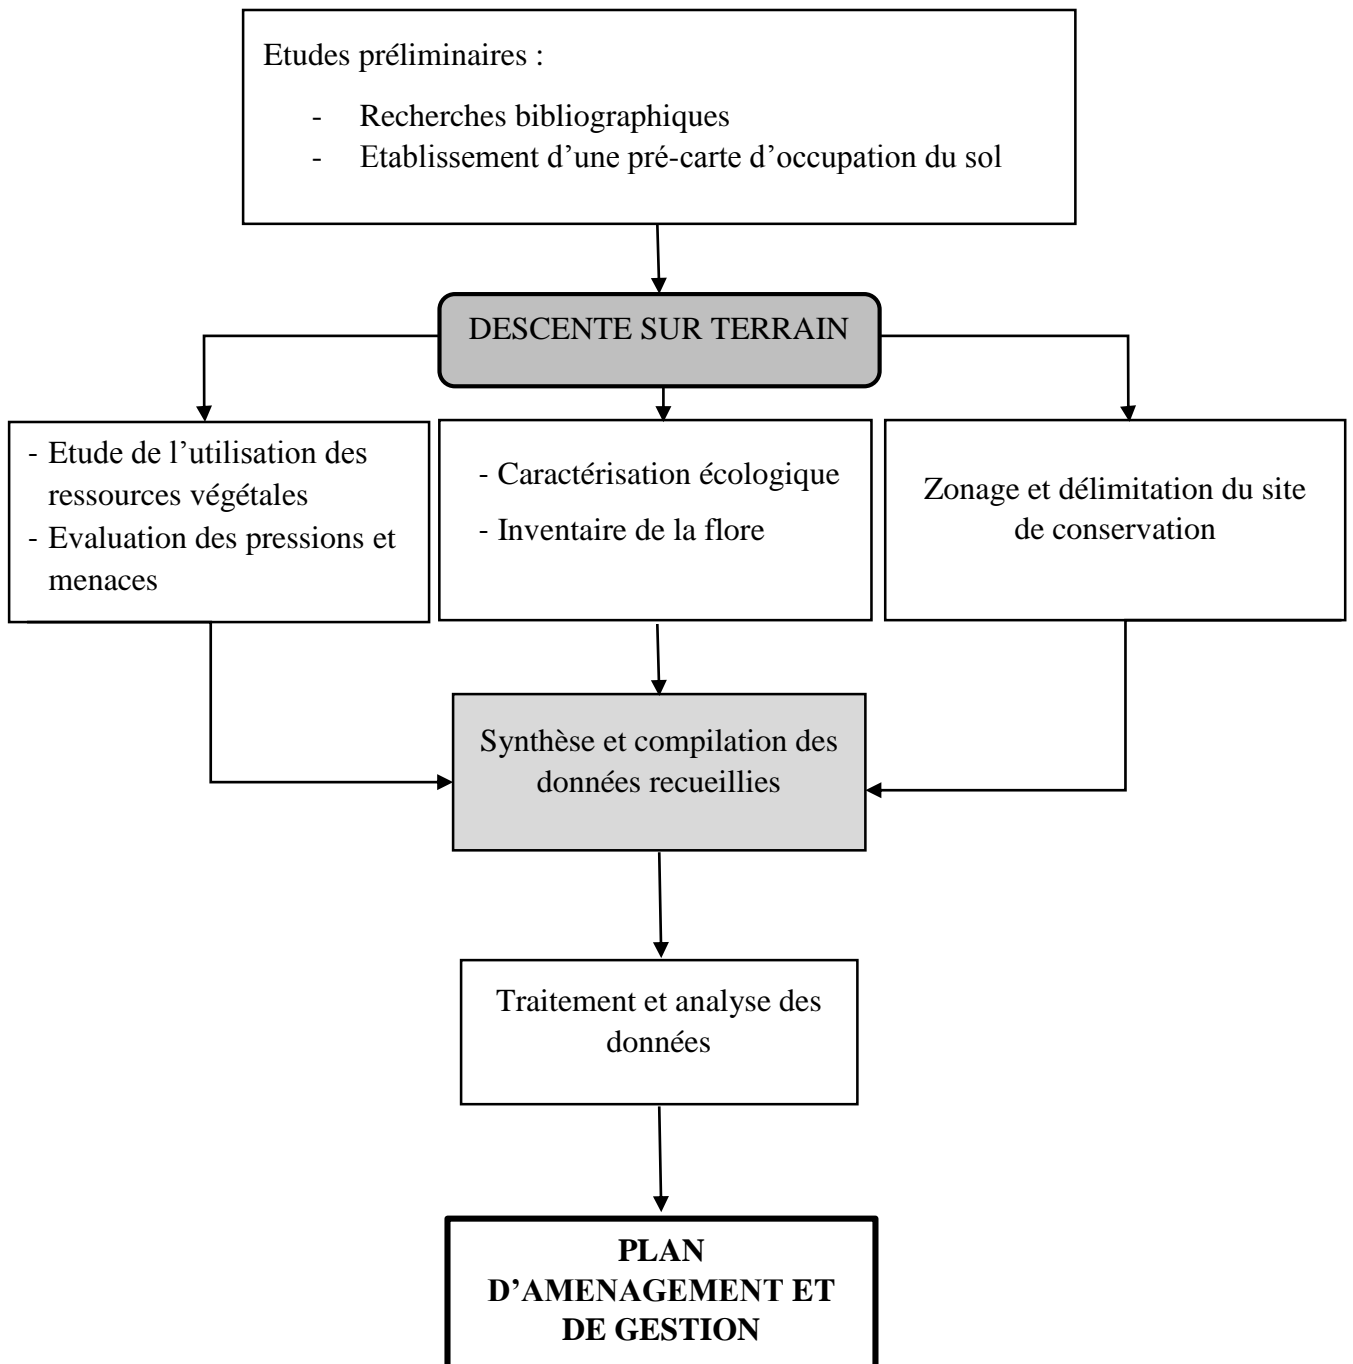 Etudes préliminaires :
- Recherches bibliographiques
- Etablissement d’une pré-carte d’occupation du sol
DESCENTE SUR TERRAIN
- Etude de l’utilisation des
ressources végétales
- Evaluation des pressions et
menaces
- Caractérisation écologique
- Inventaire de la flore
Zonage et délimitation du site
de conservation
Synthèse et compilation des
données recueillies
Traitement et analyse des
données
PLAN
D’AMENAGEMENT ET
DE GESTION